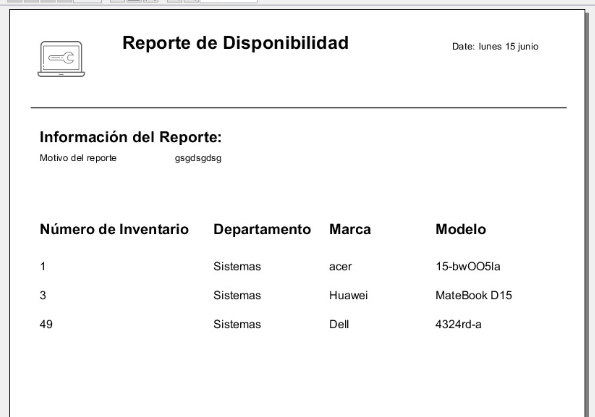 Reporte de Disponibilidad
Date: lunes 15 junio
Información del Reporte:
Motivo del reporte gsgdsgdsg
Número de Inventario Departamento Marca Modelo
1 Sistemas acer 15-bwOO5la
3 Sistemas Huawei MateBook D15
49 Sistemas Dell 4324rd-a